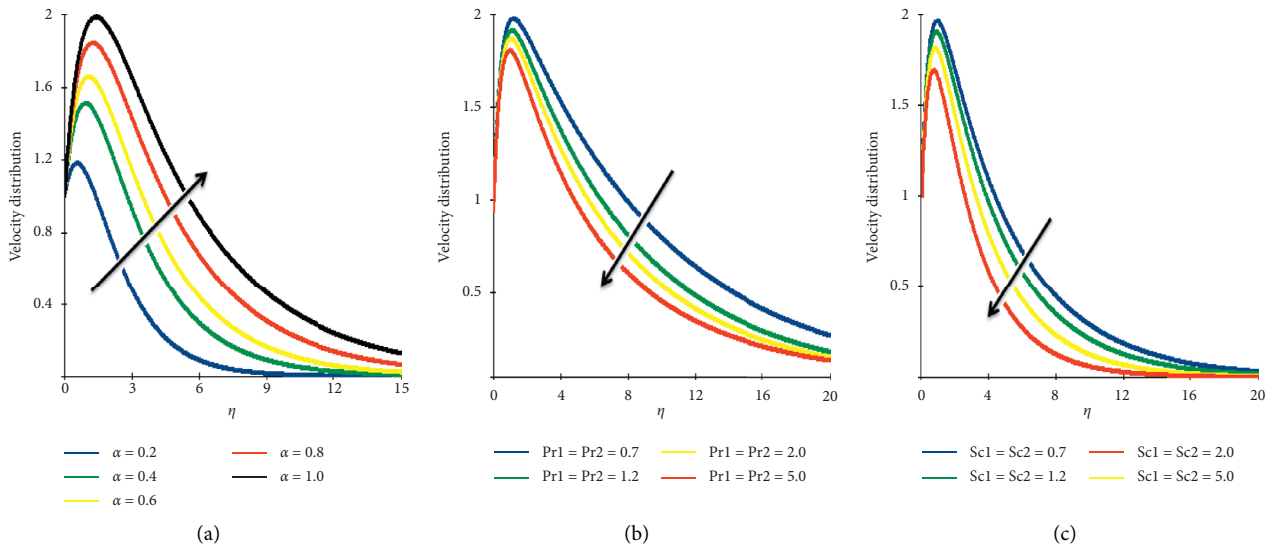 2
1.6
1.2
0.8
0.4
0
3
6
9
12
15
Velocity distribution
η
α = 0.2
α = 0.4
α = 0.6
α = 0.8
α = 1.0
(a)
2
1.5
1
0.5
0
4
8
12
16
20
Velocity distribution
η
Pr1 = Pr2 = 0.7
Pr1 = Pr2 = 1.2
Pr1 = Pr2 = 2.0
Pr1 = Pr2 = 5.0
(b)
2
1.5
1
0.5
0
4
8
12
16
20
Velocity distribution
η
Sc1 = Sc2 = 0.7
Sc1 = Sc2 = 1.2
Sc1 = Sc2 = 2.0
Sc1 = Sc2 = 5.0
(c)